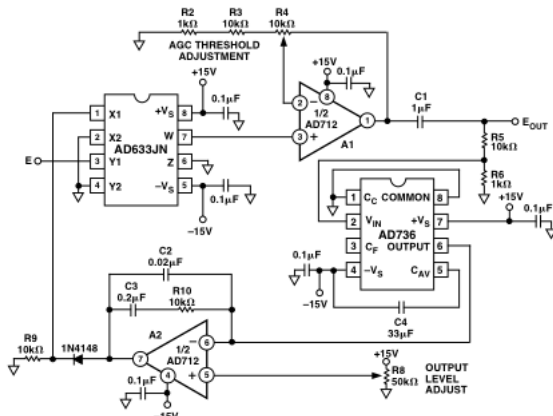 R2
1kΩ
R3
10kΩ
R4
10kΩ
AGC THRESHOLD
ADJUSTMENT
+15V
0.1µF
+15V
0.1µF
C1
1µF
EOUT
1 X1 +VS 8
2 X2 W 7
3 Y1 Z 6
4 Y2 –VS 5
AD633JN
E
0.1µF
–15V
8
2 –
3 +
1
1/2
AD712
A1
R5
10kΩ
R6
1kΩ
+15V
0.1µF
1 CC COMMON 8
2 VIN +VS 7
3 CF OUTPUT 6
4 –VS CAV 5
AD736
0.1µF
–15V
C4
33µF
C2
0.02µF
C3
0.2µF
R10
10kΩ
R9
10kΩ
1N4148
A2
1/2
AD712
7
6 –
5 +
4
0.1µF
–15V
+15V
R8
50kΩ
OUTPUT
LEVEL
ADJUST